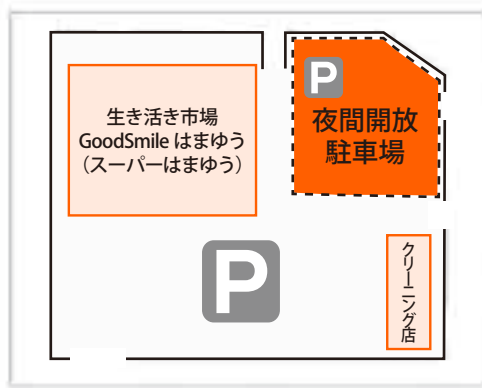 生き活き市場
GoodSmile はまゆう
（スーパーはまゆう）
P
夜間開放
駐車場
P
クリーニング店